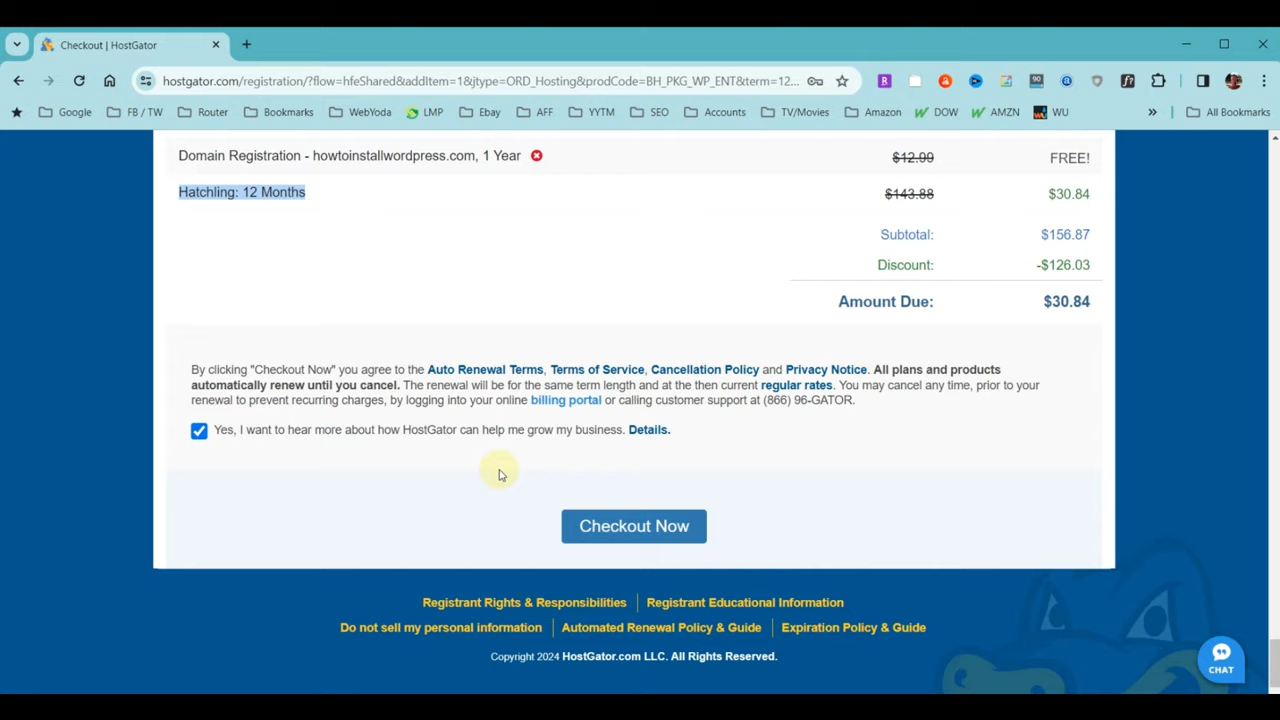 Checkout | HostGator
hostgator.com/registration/?flow=hfeShared&addItem=1&jtype=ORD_Hosting&prodCode=BH_PKG_WP_ENT&term=12...
Google FB / TW Router Bookmarks WebYoda LMP Ebay AFF YYTM SEO Accounts TV/Movies Amazon DOW AMZN WU » All Bookmarks
Domain Registration - howtoinstallwordpress.com, 1 Year $12.99 FREE!
Hatchling: 12 Months $143.88 $30.84
Subtotal: $156.87
Discount: -$126.03
Amount Due: $30.84
By clicking "Checkout Now" you agree to the Auto Renewal Terms, Terms of Service, Cancellation Policy and Privacy Notice. All plans and products
automatically renew until you cancel. The renewal will be for the same term length and at the then current regular rates. You may cancel any time, prior to your
renewal to prevent recurring charges, by logging into your online billing portal or calling customer support at (866) 96-GATOR.
Yes, I want to hear more about how HostGator can help me grow my business. Details.
Checkout Now
Registrant Rights & Responsibilities | Registrant Educational Information
Do not sell my personal information | Automated Renewal Policy & Guide | Expiration Policy & Guide
Copyright 2024 HostGator.com LLC. All Rights Reserved.
CHAT